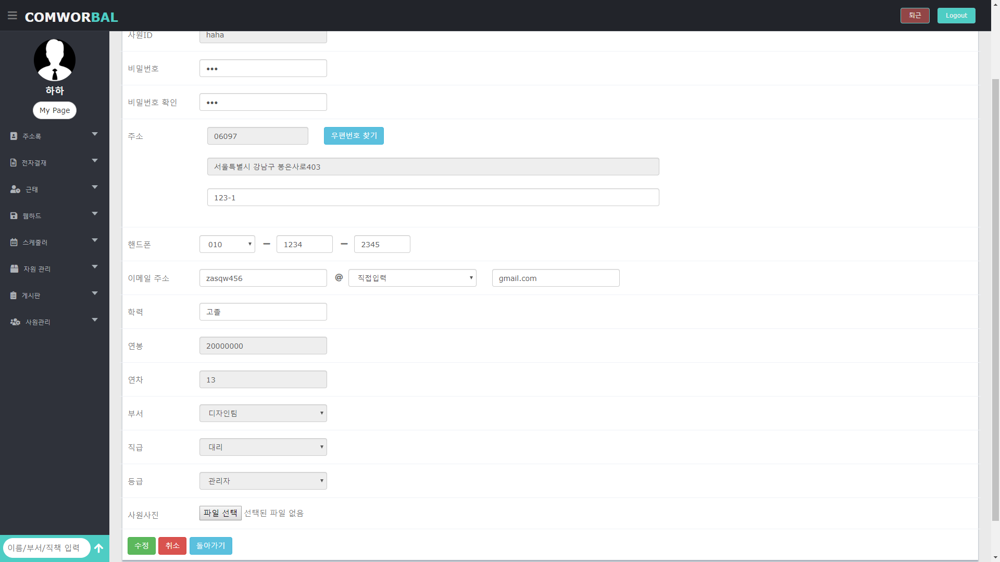 COMWORBAL
퇴근
Logout
하하
My Page
주소록
전자결재
근태
웹하드
스케줄러
자원 관리
게시판
사원관리
이름/부서/직책 입력
사원ID haha
비밀번호 •••
비밀번호 확인 •••
주소 06097 우편번호 찾기
서울특별시 강남구 봉은사로403
123-1
핸드폰 010 - 1234 - 2345
이메일 주소 zasqw456 @ 직접입력 gmail.com
학력 고졸
연봉 20000000
연차 13
부서 디자인팀
직급 대리
등급 관리자
사원사진 파일 선택 선택된 파일 없음
수정 취소 돌아가기